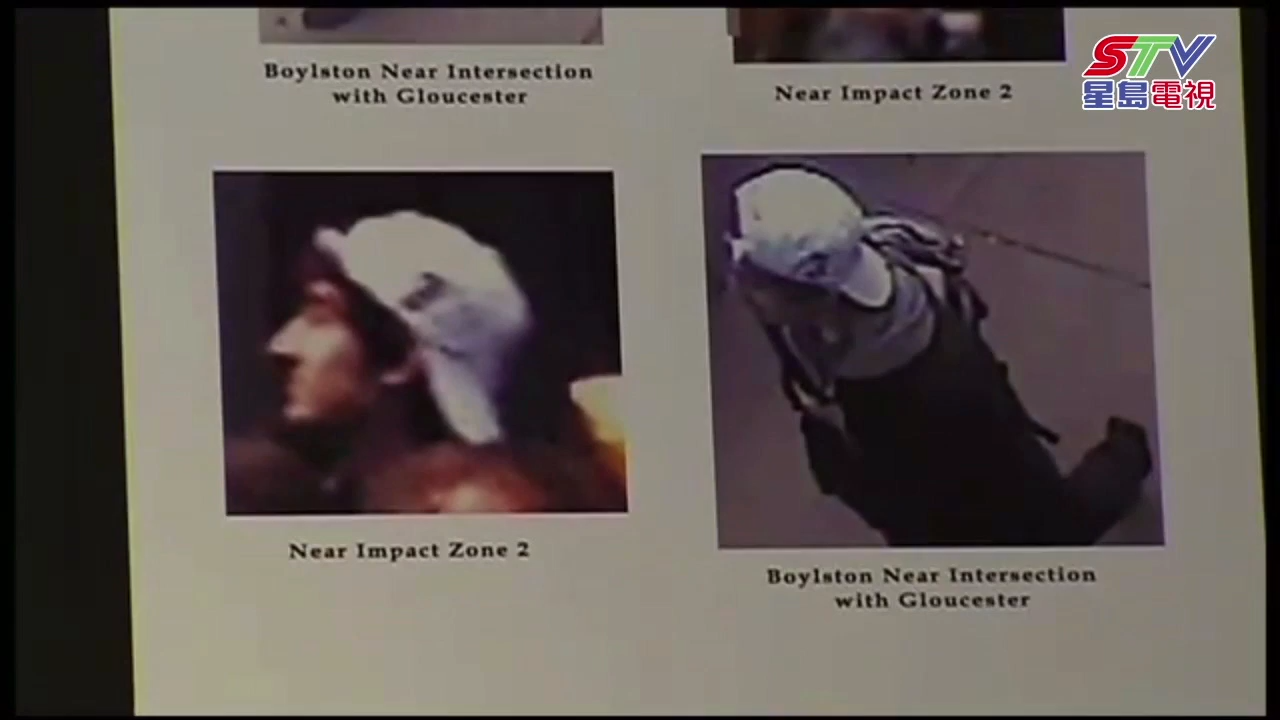 STV
星島電視
Boylston Near Intersection
with Gloucester
Near Impact Zone 2
Near Impact Zone 2
Boylston Near Intersection
with Gloucester